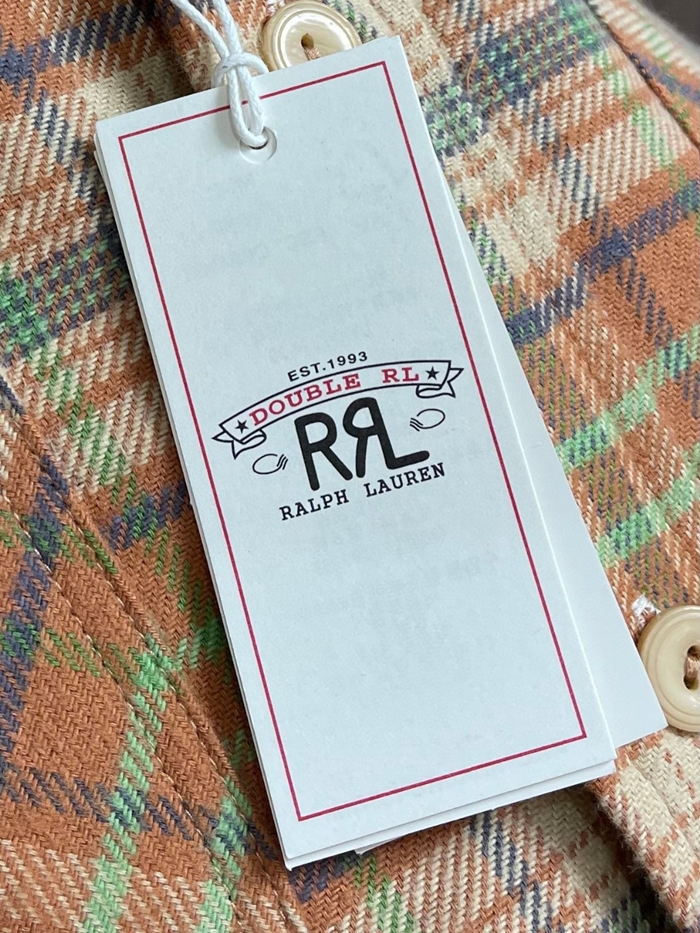 EST.1993
DOUBLE RL
RRL
RALPH LAUREN